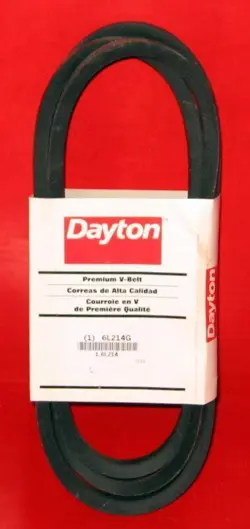 Dayton
Premium V-Belt
Correas de Alta Calidad
Courroie en V
de Première Qualité
(1) 6L214G
Dayton